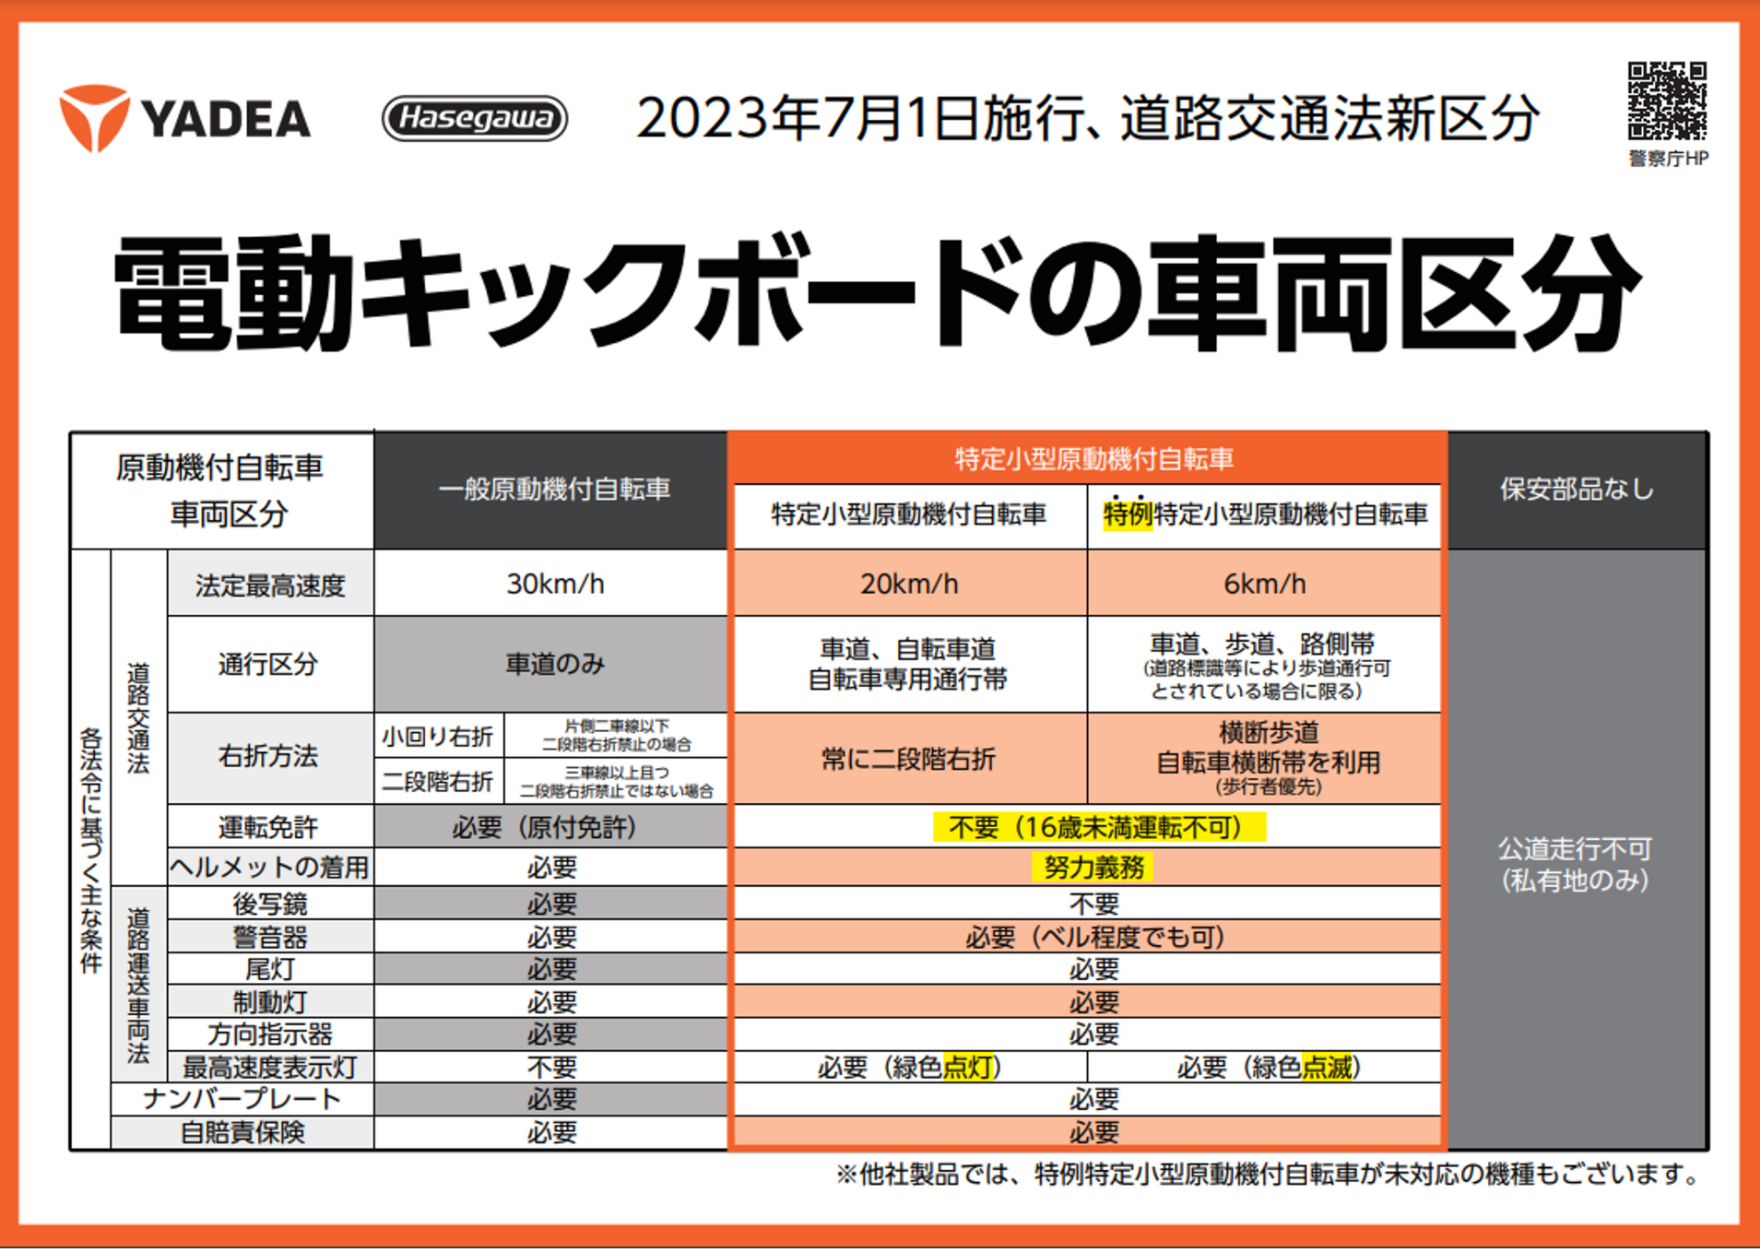 YADEA
Hasegawa
2023年7月1日施行、道路交通法新区分
警察庁HP
電動キックボードの車両区分
原動機付自転車
車両区分
一般原動機付自転車
特定小型原動機付自転車
特定小型原動機付自転車
特例特定小型原動機付自転車
保安部品なし
各法令に基づく主な条件
道路交通法
法定最高速度
30km/h
20km/h
6km/h
通行区分
車道のみ
車道、自転車道
自転車専用通行帯
車道、歩道、路側帯
(道路標識等により歩道通行可
とされている場合に限る)
右折方法
小回り右折
片側二車線以下
二段階右折禁止の場合
二段階右折
三車線以上且つ
二段階右折禁止ではない場合
常に二段階右折
横断歩道
自転車横断帯を利用
(歩行者優先)
運転免許
必要（原付免許）
不要（16歳未満運転不可）
ヘルメットの着用
必要
努力義務
公道走行不可
(私有地のみ)
道路運送車両法
後写鏡
必要
不要
警音器
必要
必要（ベル程度でも可）
尾灯
必要
必要
制動灯
必要
必要
方向指示器
必要
必要
最高速度表示灯
不要
必要（緑色点灯）
必要（緑色点滅）
ナンバープレート
必要
必要
自賠責保険
必要
必要
※他社製品では、特例特定小型原動機付自転車が未対応の機種もございます。